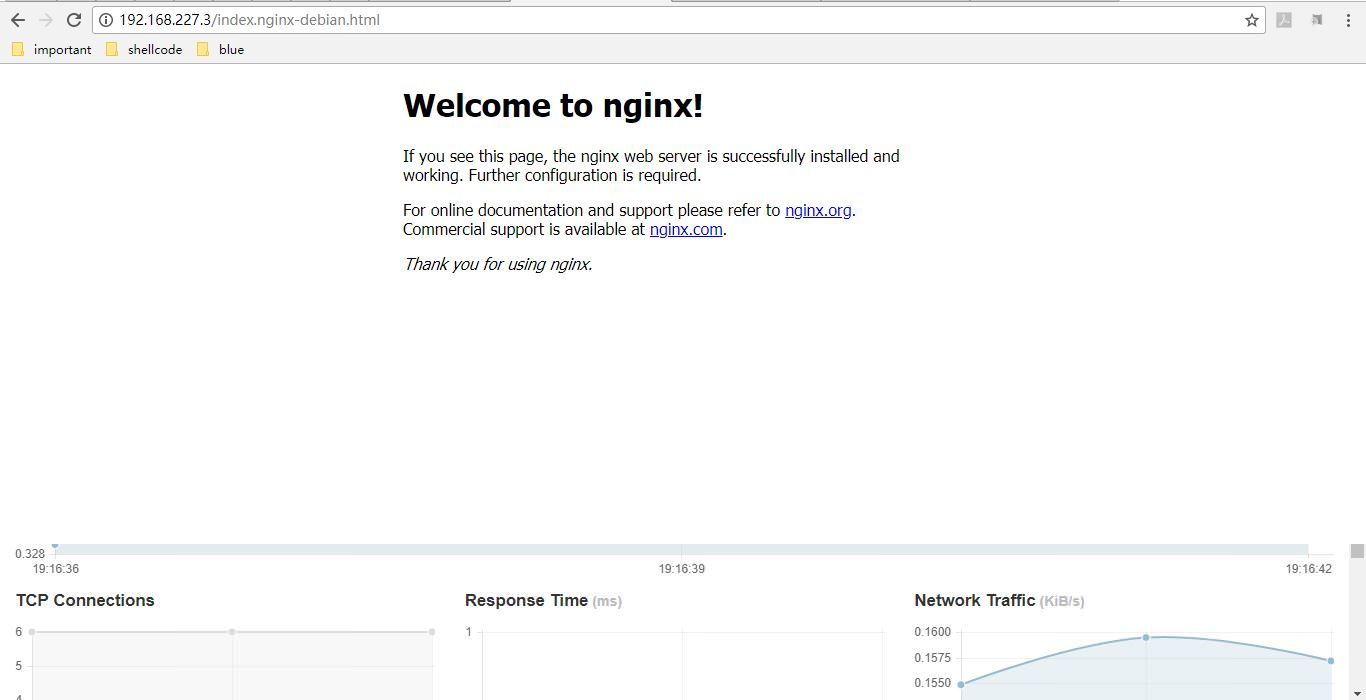 192.168.227.3/index.nginx-debian.html
important shellcode blue
Welcome to nginx!
If you see this page, the nginx web server is successfully installed and
working. Further configuration is required.
For online documentation and support please refer to nginx.org.
Commercial support is available at nginx.com.
Thank you for using nginx.
0.328
19:16:36 19:16:39 19:16:42
TCP Connections
6
5
4
Response Time (ms)
1
Network Traffic (KiB/s)
0.1600
0.1575
0.1550